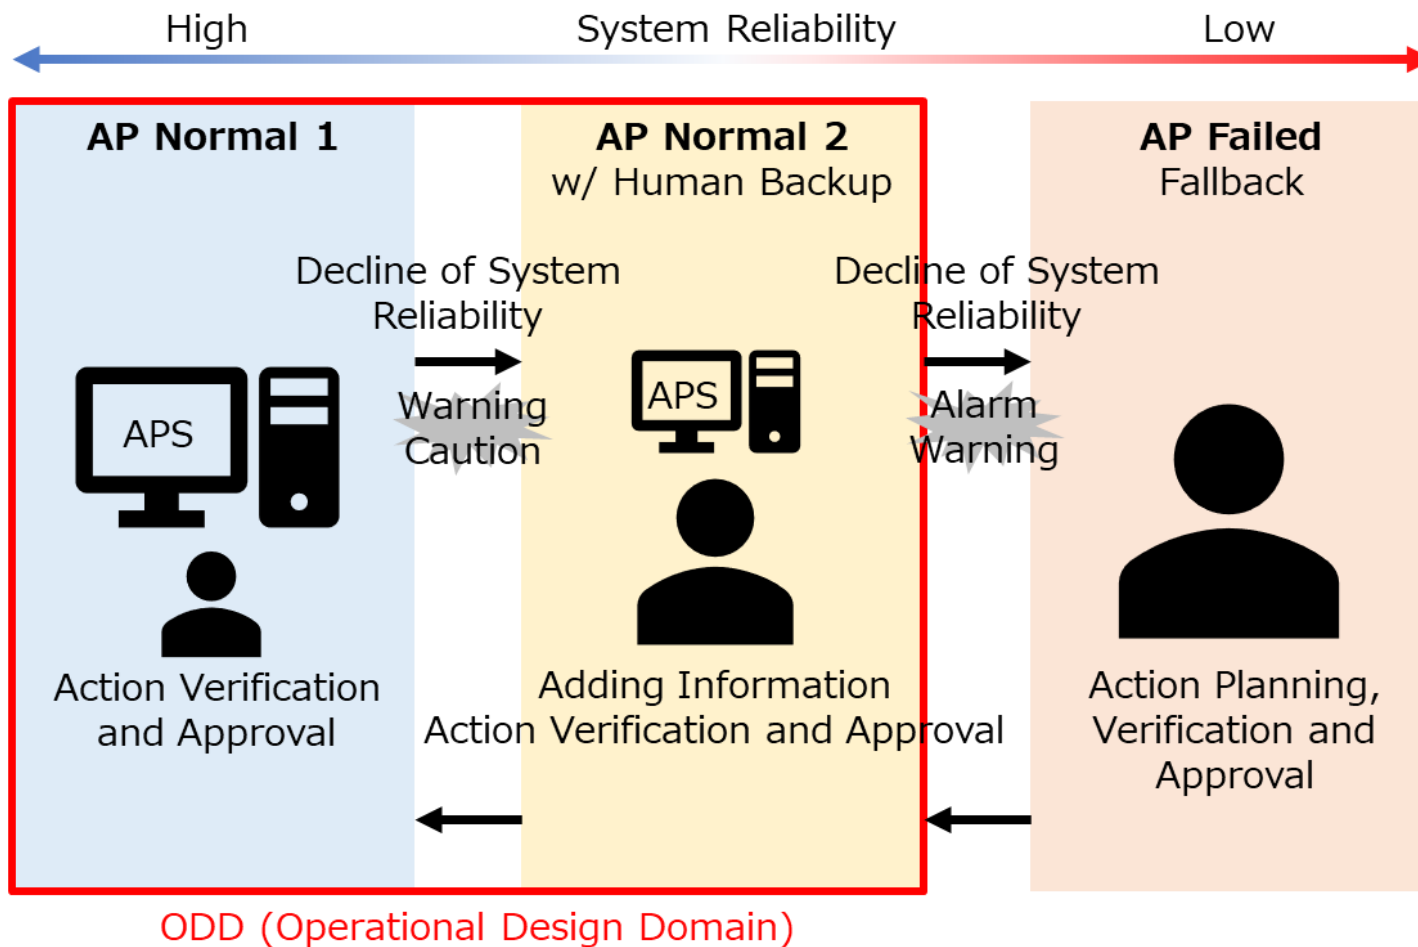 High
System Reliability
Low
AP Normal 1
AP Normal 2
w/ Human Backup
AP Failed
Fallback
Decline of System
Reliability
Decline of System
Reliability
APS
Warning
Caution
APS
Alarm
Warning
Action Verification
and Approval
Adding Information
Action Verification and Approval
Action Planning,
Verification and
Approval
ODD (Operational Design Domain)